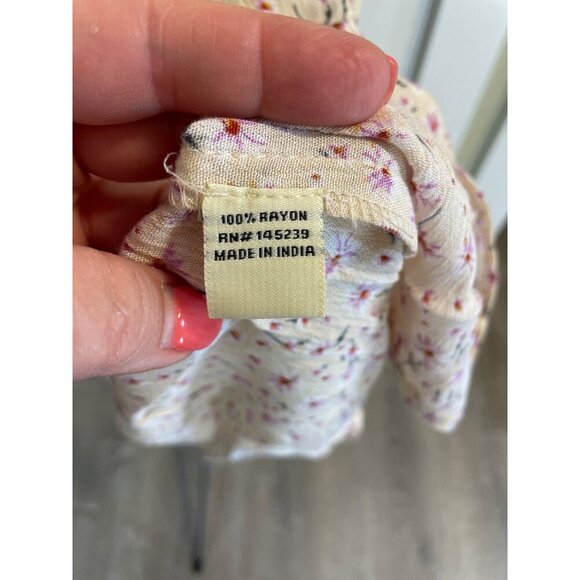 100% RAYON
RN# 145239
MADE IN INDIA